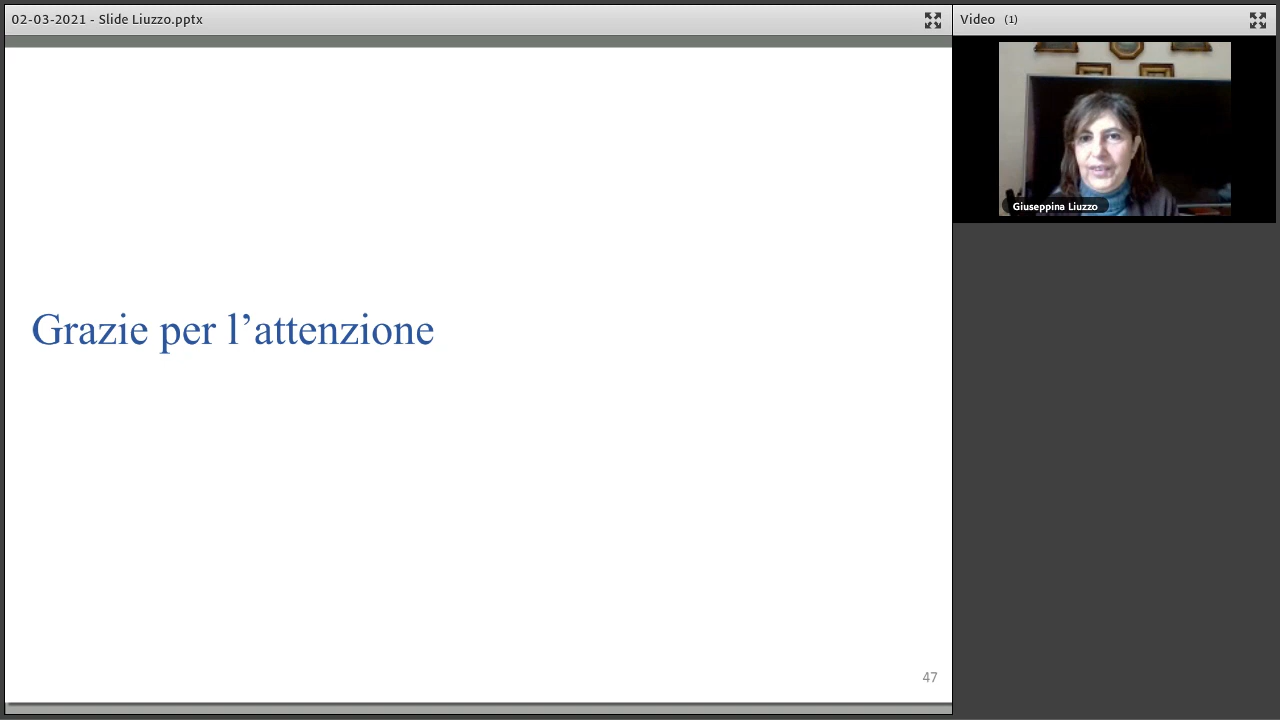 02-03-2021 - Slide Liuzzo.pptx
Video (1)
Giuseppina Liuzzo
Grazie per l’attenzione
47